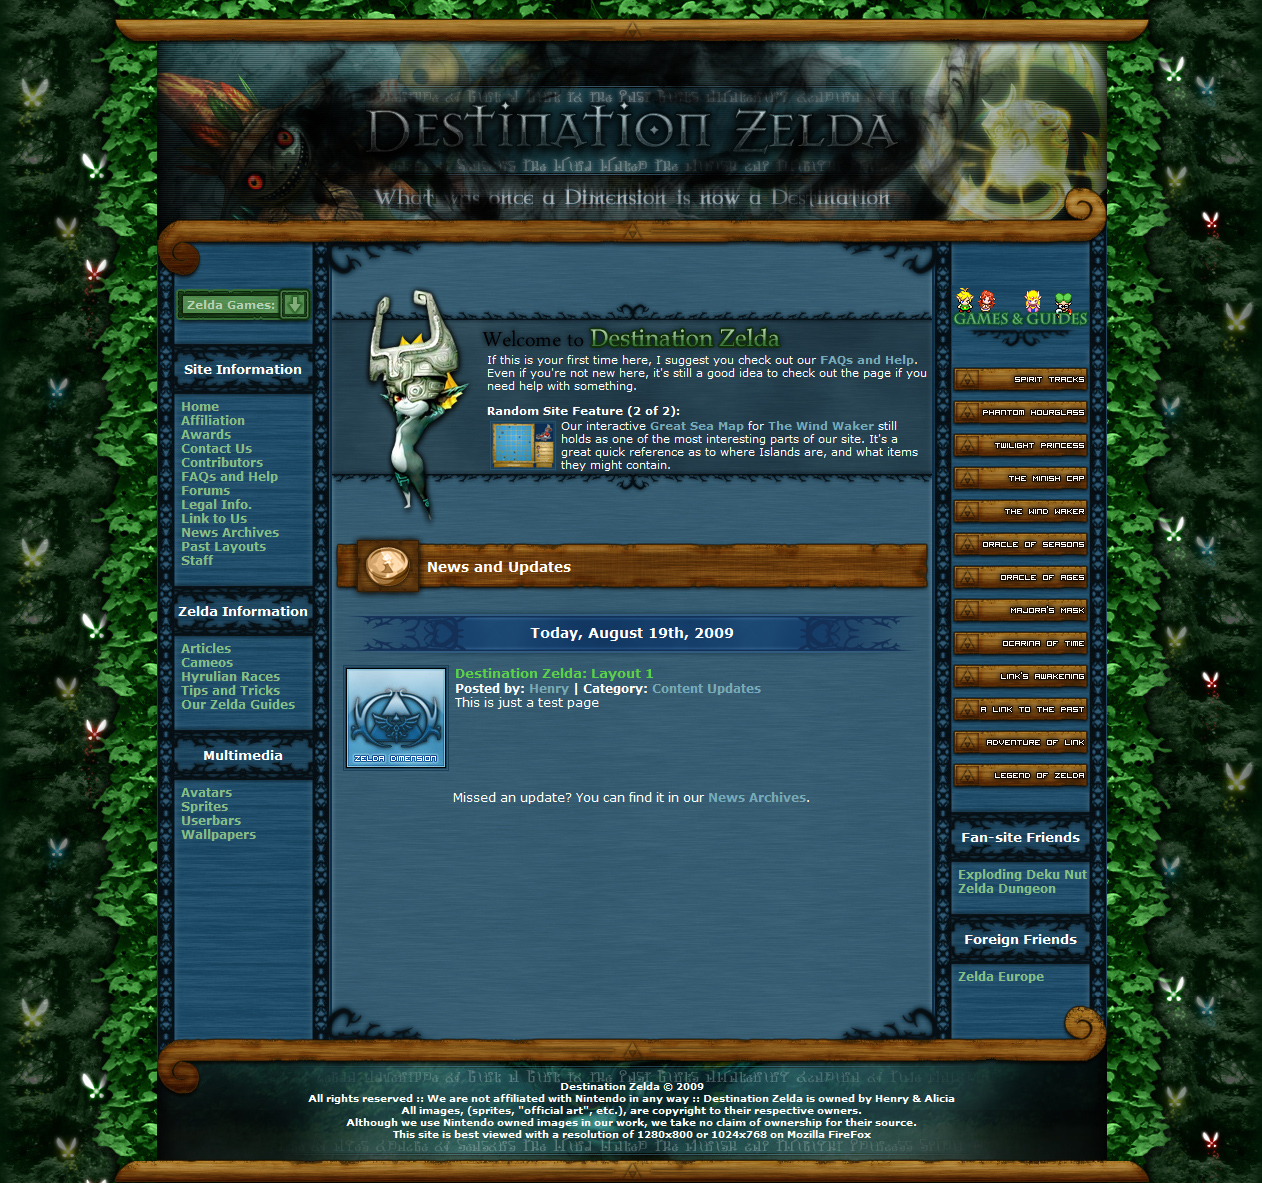 Destination Zelda
What was once a Dimension is now a Destination
Zelda Games:
Site Information
Home
Affiliation
Awards
Contact Us
Contributors
FAQs and Help
Forums
Legal Info.
Link to Us
News Archives
Past Layouts
Staff
Zelda Information
Articles
Cameos
Hyrulian Races
Tips and Tricks
Our Zelda Guides
Multimedia
Avatars
Sprites
Userbars
Wallpapers
Welcome to Destination Zelda
If this is your first time here, I suggest you check out our FAQs and Help.
Even if you're not new here, it's still a good idea to check out the page if you
need help with something.
Random Site Feature (2 of 2):
Our interactive Great Sea Map for The Wind Waker still
holds as one of the most interesting parts of our site. It's a
great quick reference as to where Islands are, and what items
they might contain.
News and Updates
Today, August 19th, 2009
ZELDA DIMENSION
Destination Zelda: Layout 1
Posted by: Henry | Category: Content Updates
This is just a test page
Missed an update? You can find it in our News Archives.
GAMES & GUIDES
SPIRIT TRACKS
PHANTOM HOURGLASS
TWILIGHT PRINCESS
THE MINISH CAP
THE WIND WAKER
ORACLE OF SEASONS
ORACLE OF AGES
MAJORA'S MASK
OCARINA OF TIME
LINK'S AWAKENING
A LINK TO THE PAST
ADVENTURE OF LINK
LEGEND OF ZELDA
Fan-site Friends
Exploding Deku Nut
Zelda Dungeon
Foreign Friends
Zelda Europe
Destination Zelda © 2009
All rights reserved :: We are not affiliated with Nintendo in any way :: Destination Zelda is owned by Henry & Alicia
All images, (sprites, "official art", etc.), are copyright to their respective owners.
Although we use Nintendo owned images in our work, we take no claim of ownership for their source.
This site is best viewed with a resolution of 1280x800 or 1024x768 on Mozilla FireFox